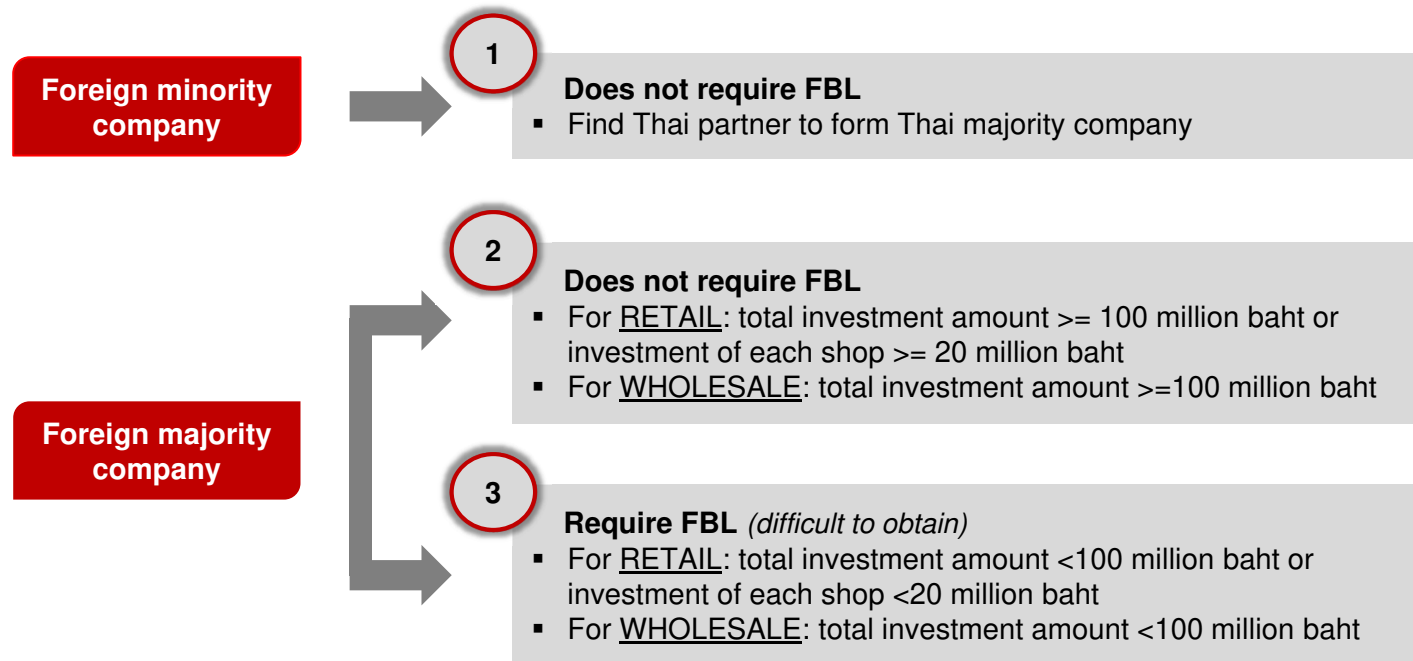 Foreign minority
company
1
Does not require FBL
▪ Find Thai partner to form Thai majority company
Foreign majority
company
2
Does not require FBL
▪ For RETAIL: total investment amount >= 100 million baht or
investment of each shop >= 20 million baht
▪ For WHOLESALE: total investment amount >=100 million baht
3
Require FBL (difficult to obtain)
▪ For RETAIL: total investment amount <100 million baht or
investment of each shop <20 million baht
▪ For WHOLESALE: total investment amount <100 million baht